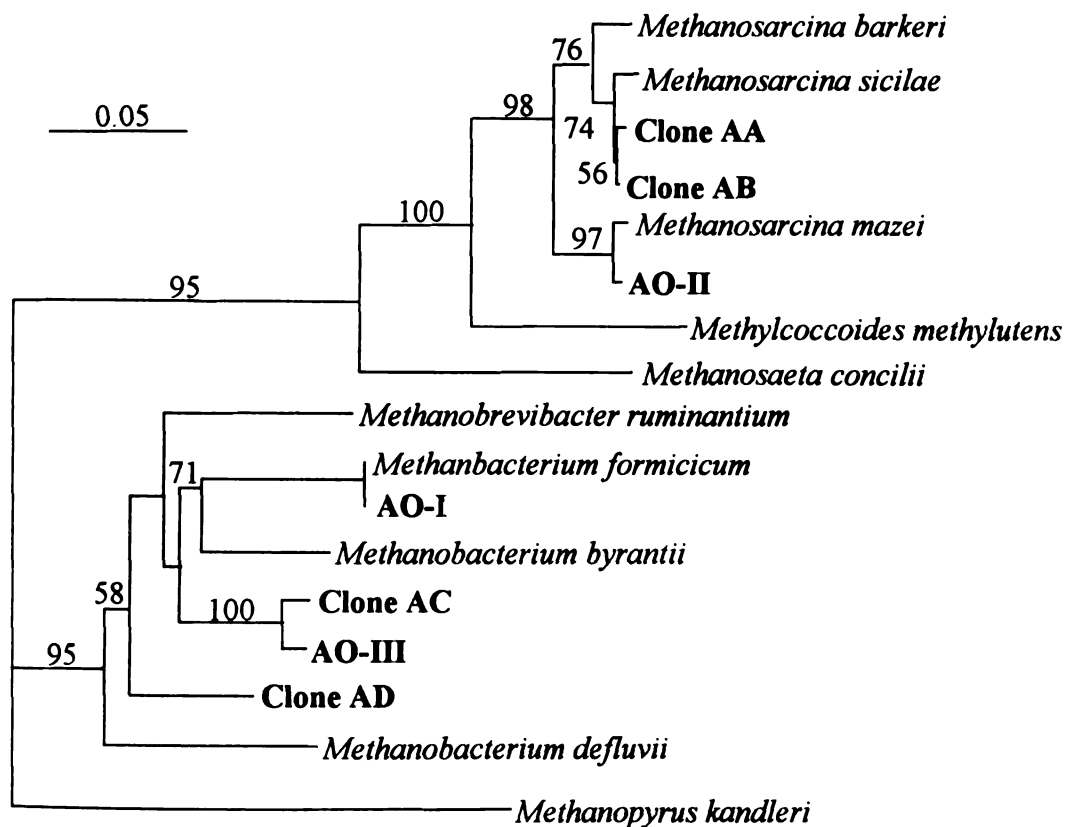 Methanosarcina barkeri
76
Methanosarcina sicilae
0.05
98
74
Clone AA
56
Clone AB
100
Methanosarcina mazei
97
AO-II
95
Methylcoccoides methylutens
Methanosaeta concilii
Methanobrevibacter ruminantium
71
Methanbacterium formicicum
AO-I
Methanobacterium byrantii
58
Clone AC
100
AO-III
95
Clone AD
Methanobacterium defluvii
Methanopyrus kandleri